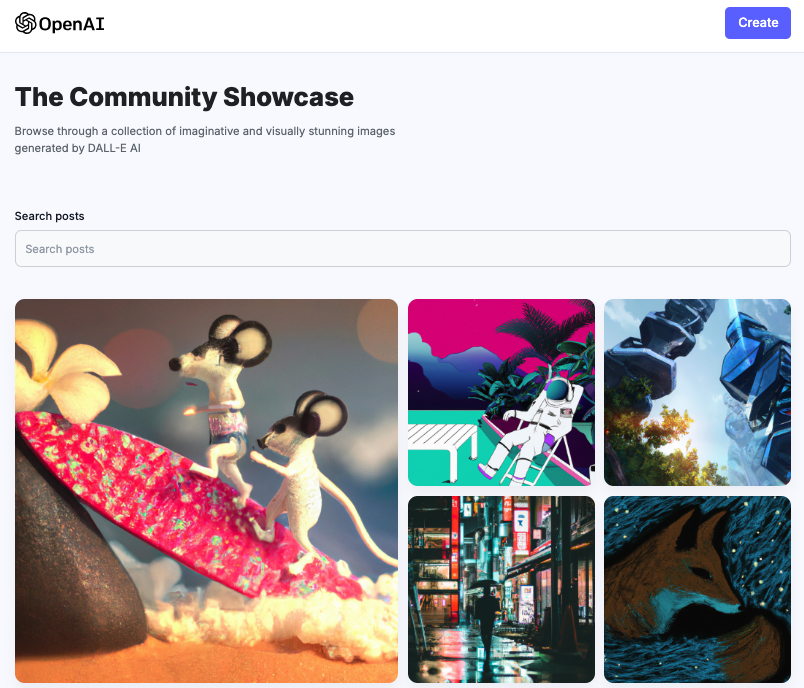 OpenAI
Create
The Community Showcase
Browse through a collection of imaginative and visually stunning images
generated by DALL-E AI
Search posts
Search posts